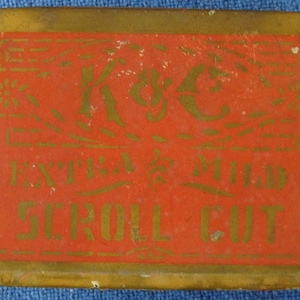 K & C
EXTRA & MILD
SCROLL CUT